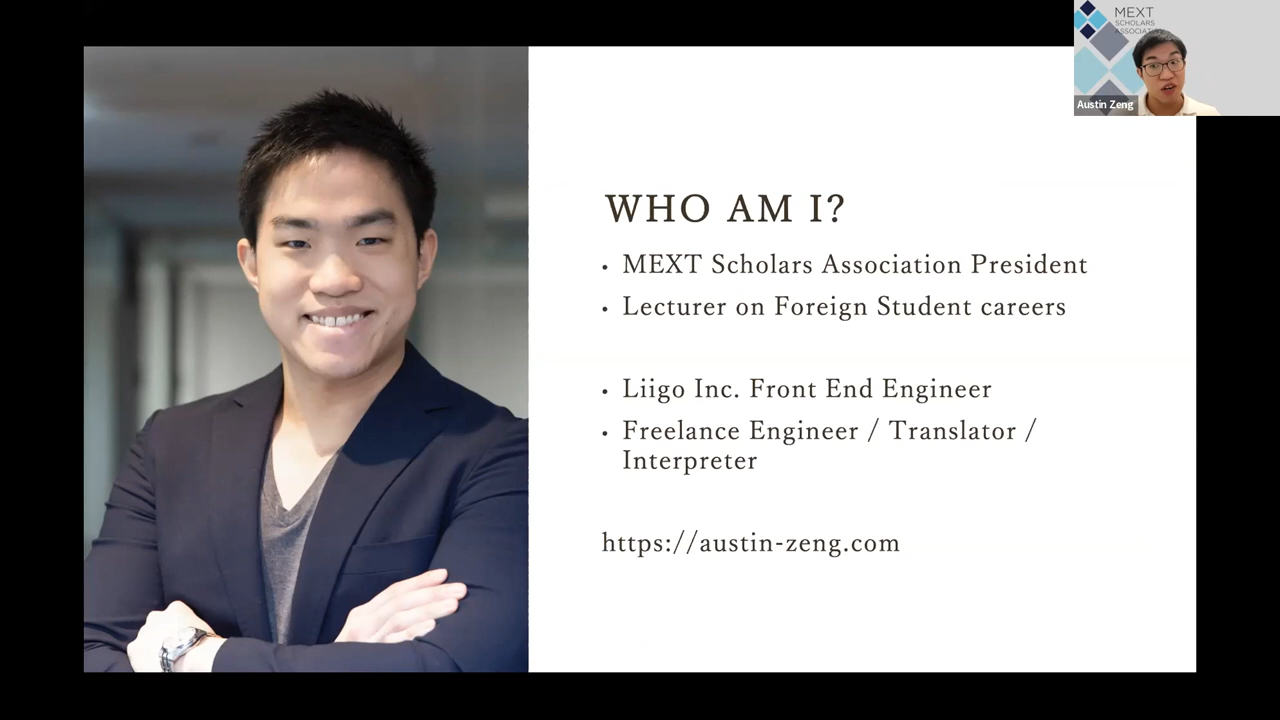 MEXT
SCHOLARS
Austin Zeng
WHO AM I?
• MEXT Scholars Association President
• Lecturer on Foreign Student careers
• Liigo Inc. Front End Engineer
• Freelance Engineer / Translator /
Interpreter
https://austin-zeng.com